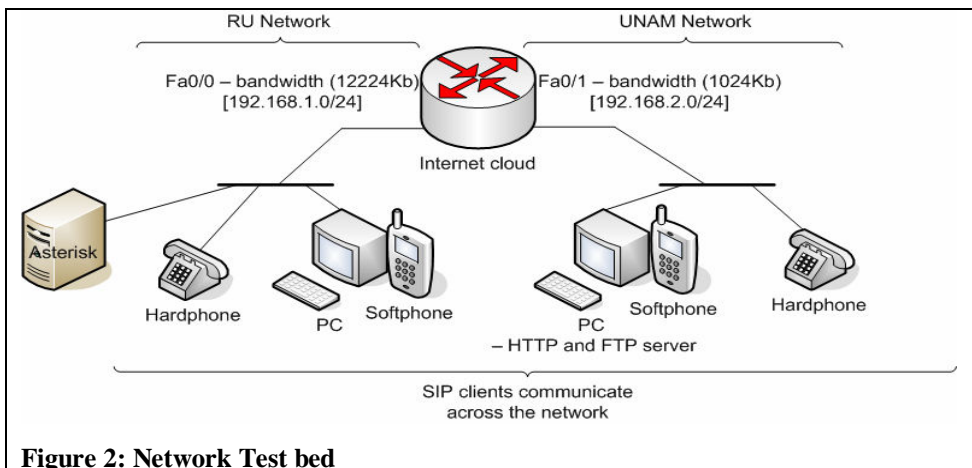 RU Network
UNAM Network
Fa0/0 – bandwidth (12224Kb)
[192.168.1.0/24]
Fa0/1 – bandwidth (1024Kb)
[192.168.2.0/24]
Internet cloud
Asterisk
Hardphone
PC
Softphone
PC
– HTTP and FTP server
Softphone
Hardphone
SIP clients communicate
across the network
Figure 2: Network Test bed